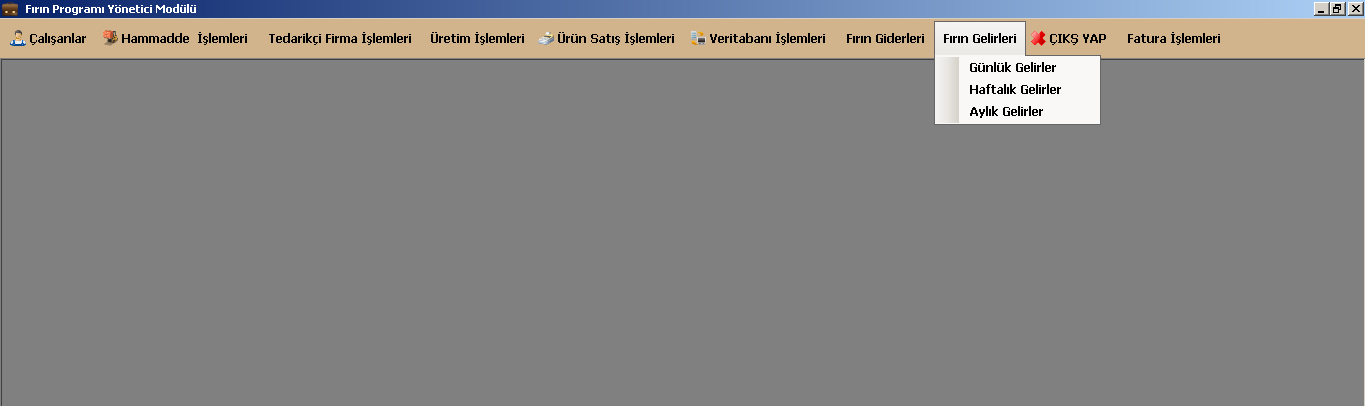 Fırın Programı Yönetici Modülü
Çalışanlar Hammadde İşlemleri Tedarikçi Firma İşlemleri Üretim İşlemleri Ürün Satış İşlemleri Veritabanı İşlemleri Fırın Giderleri Fırın Gelirleri ÇIKŞ YAP Fatura İşlemleri
Günlük Gelirler
Haftalık Gelirler
Aylık Gelirler